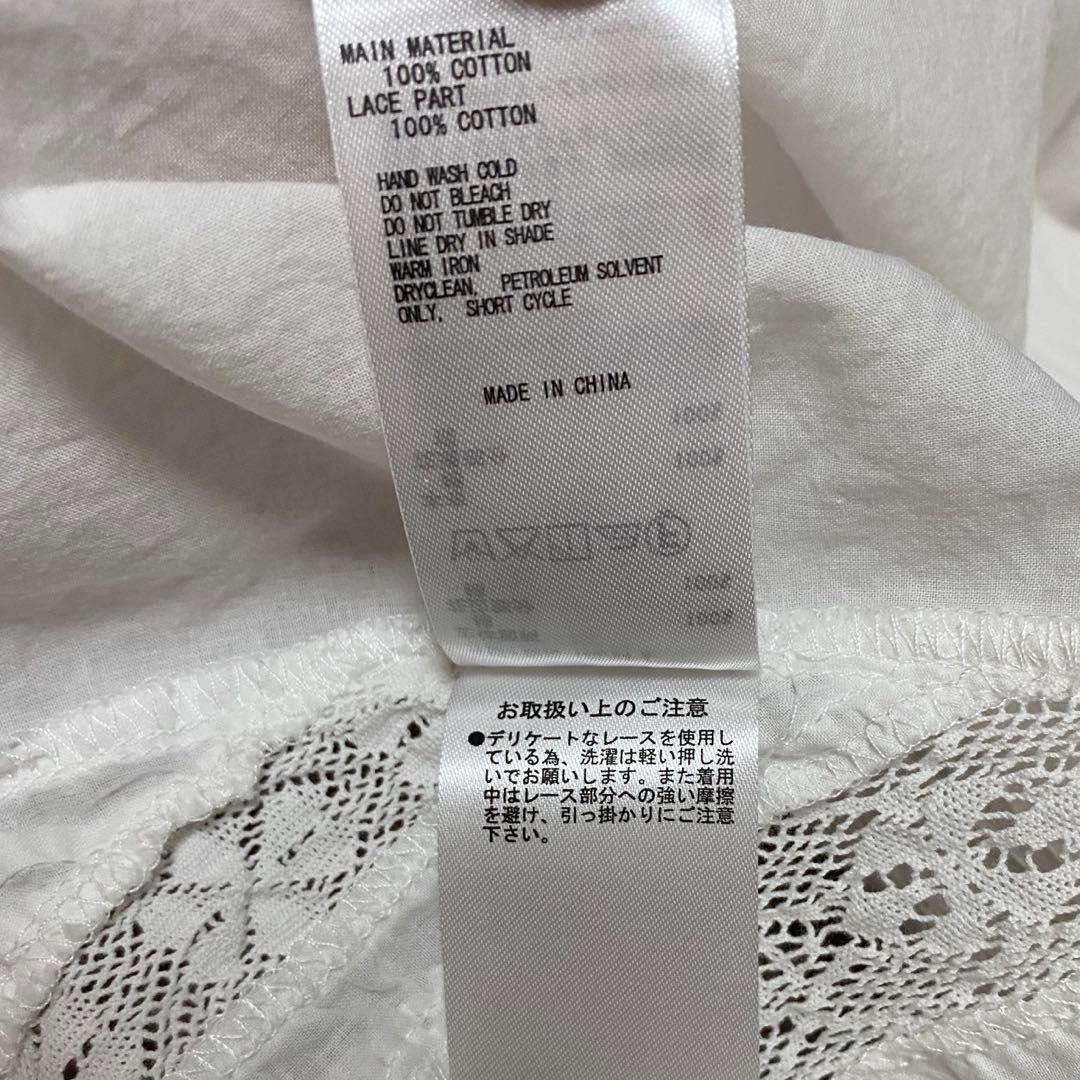 MAIN MATERIAL
100% COTTON
LACE PART
100% COTTON
HAND WASH COLD
DO NOT BLEACH
DO NOT TUMBLE DRY
LINE DRY IN SHADE
WARM IRON
DRYCLEAN, PETROLEUM SOLVENT
ONLY, SHORT CYCLE
MADE IN CHINA
お取扱い上のご注意
●デリケートなレースを使用し
ている為、洗濯は軽い押し洗
いでお願いします。また着用
中はレース部分への強い摩擦
を避け、引っ掛かりにご注意
下さい。